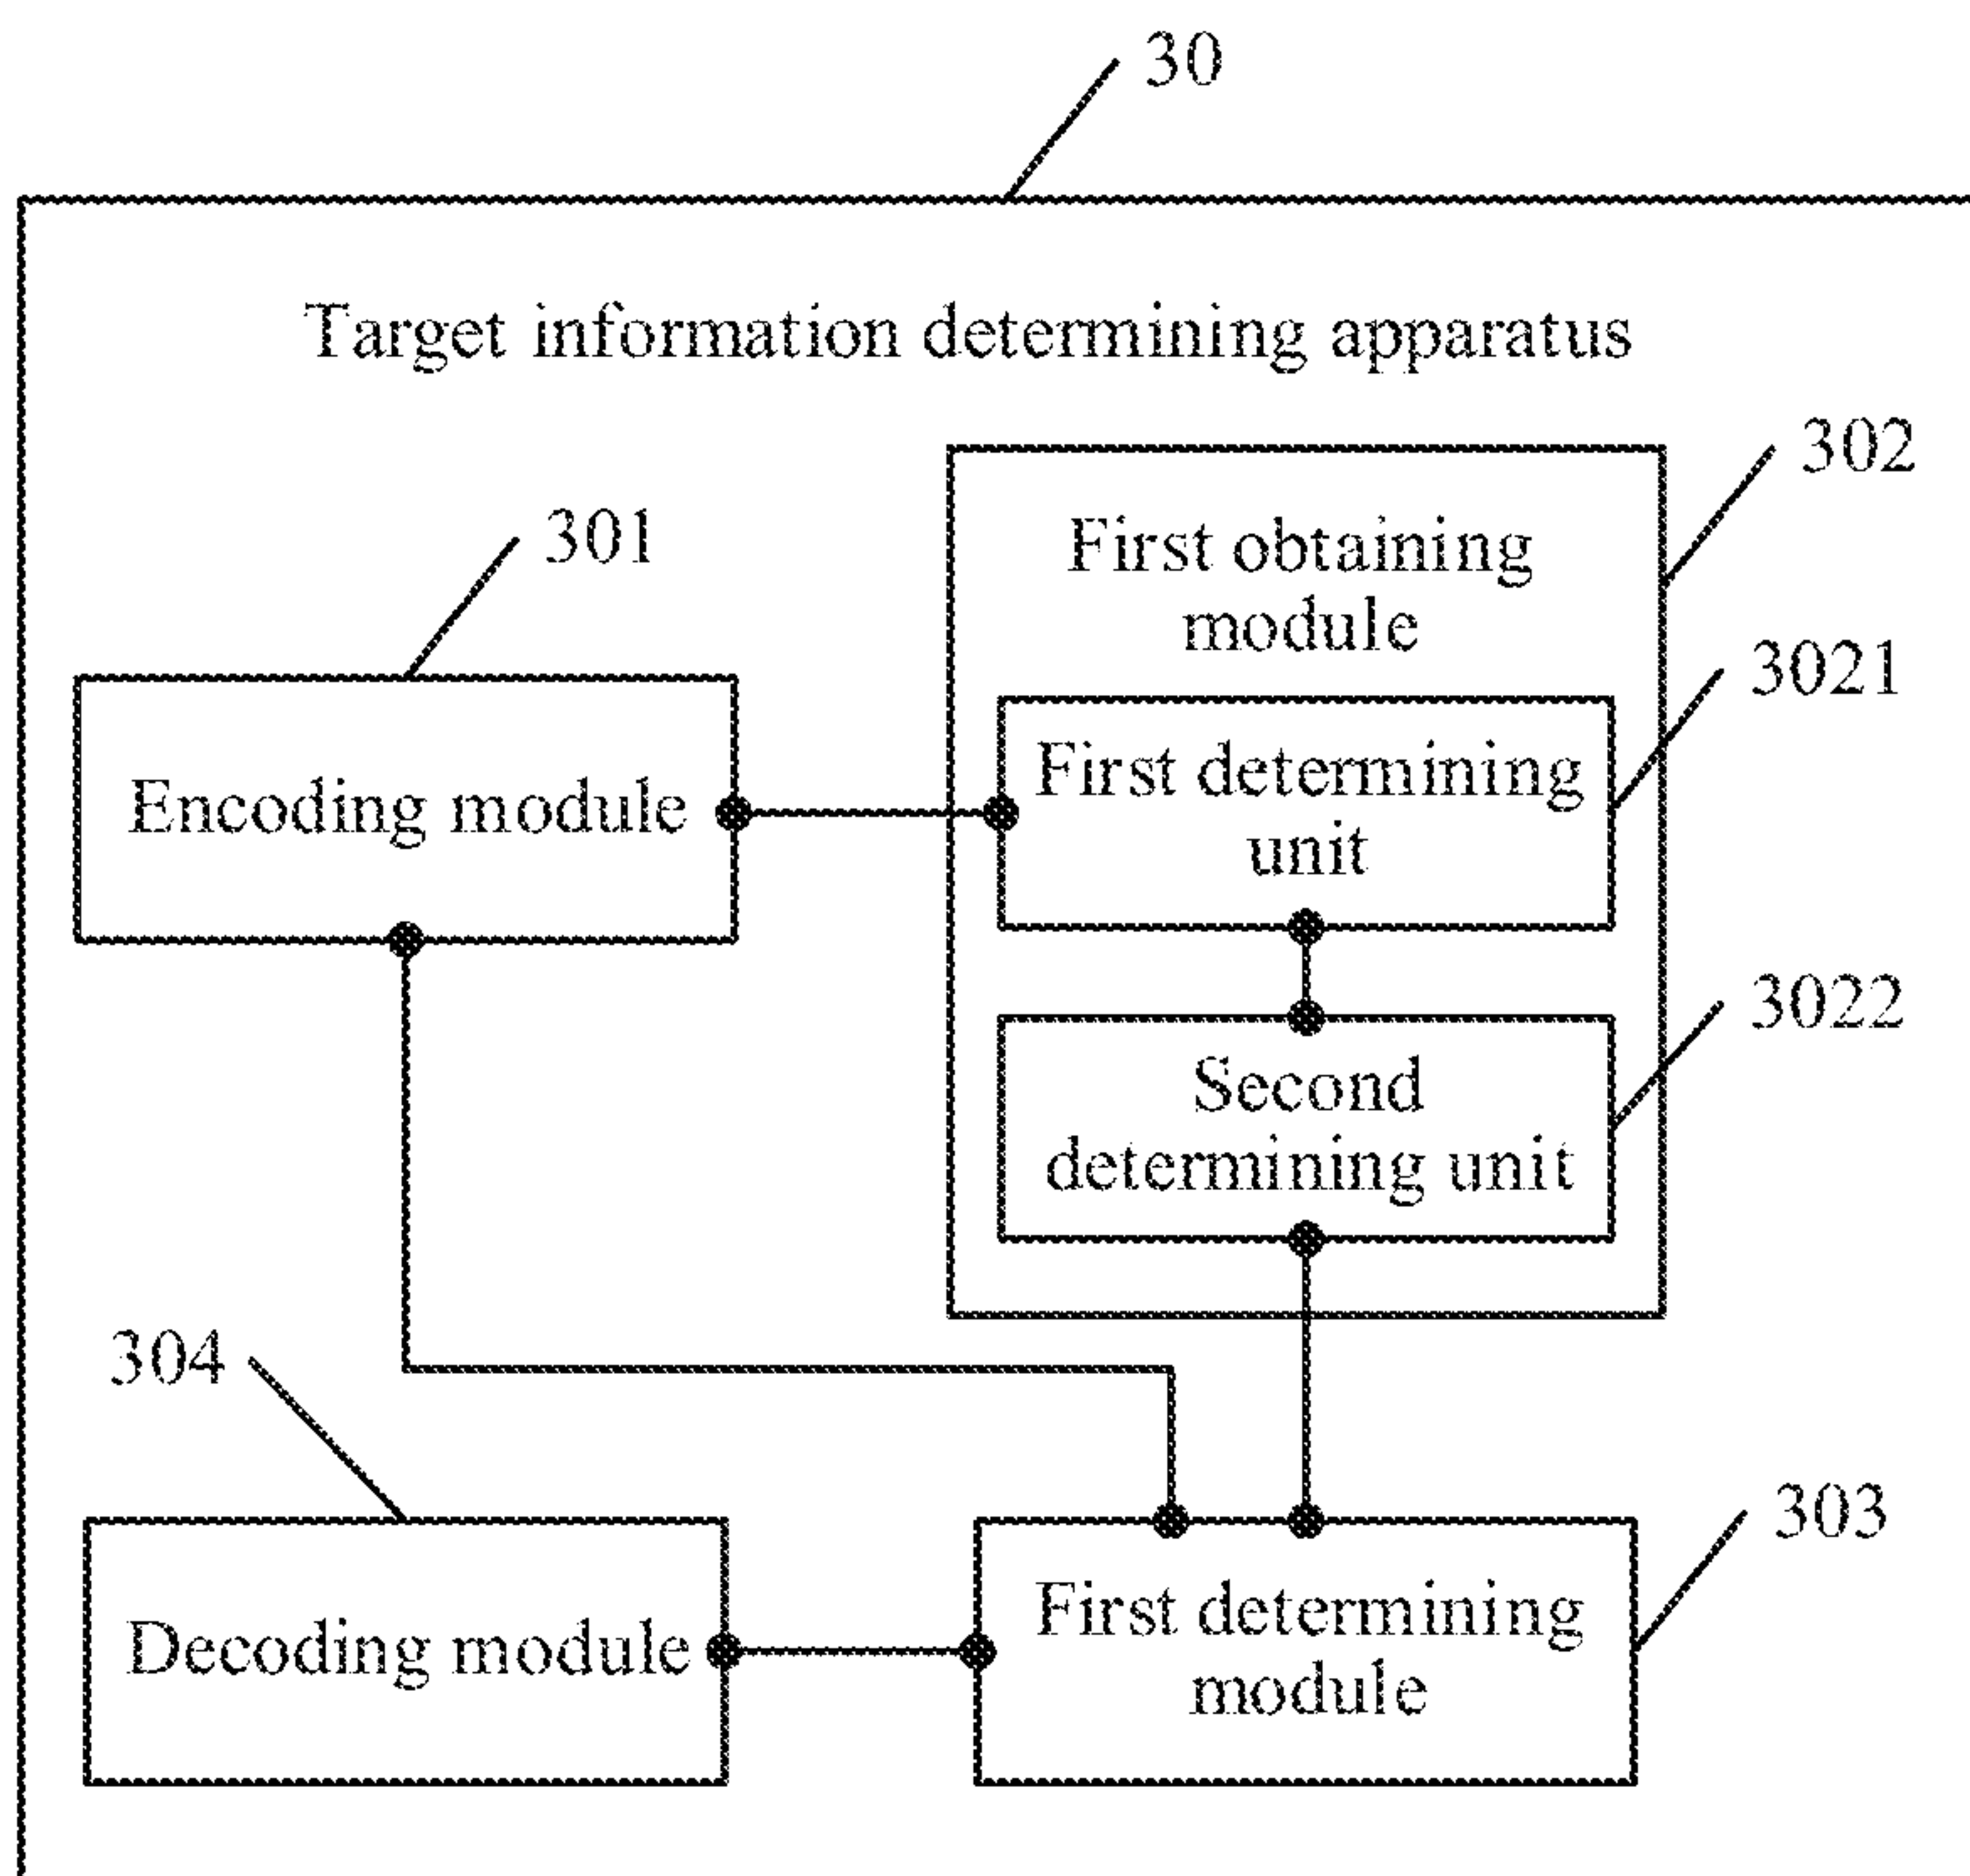 30
Target information determining apparatus
302
301
First obtaining
module
3021
First determining
unit
Encoding module
3022
Second
determining unit
304
303
First determining
module
Decoding module